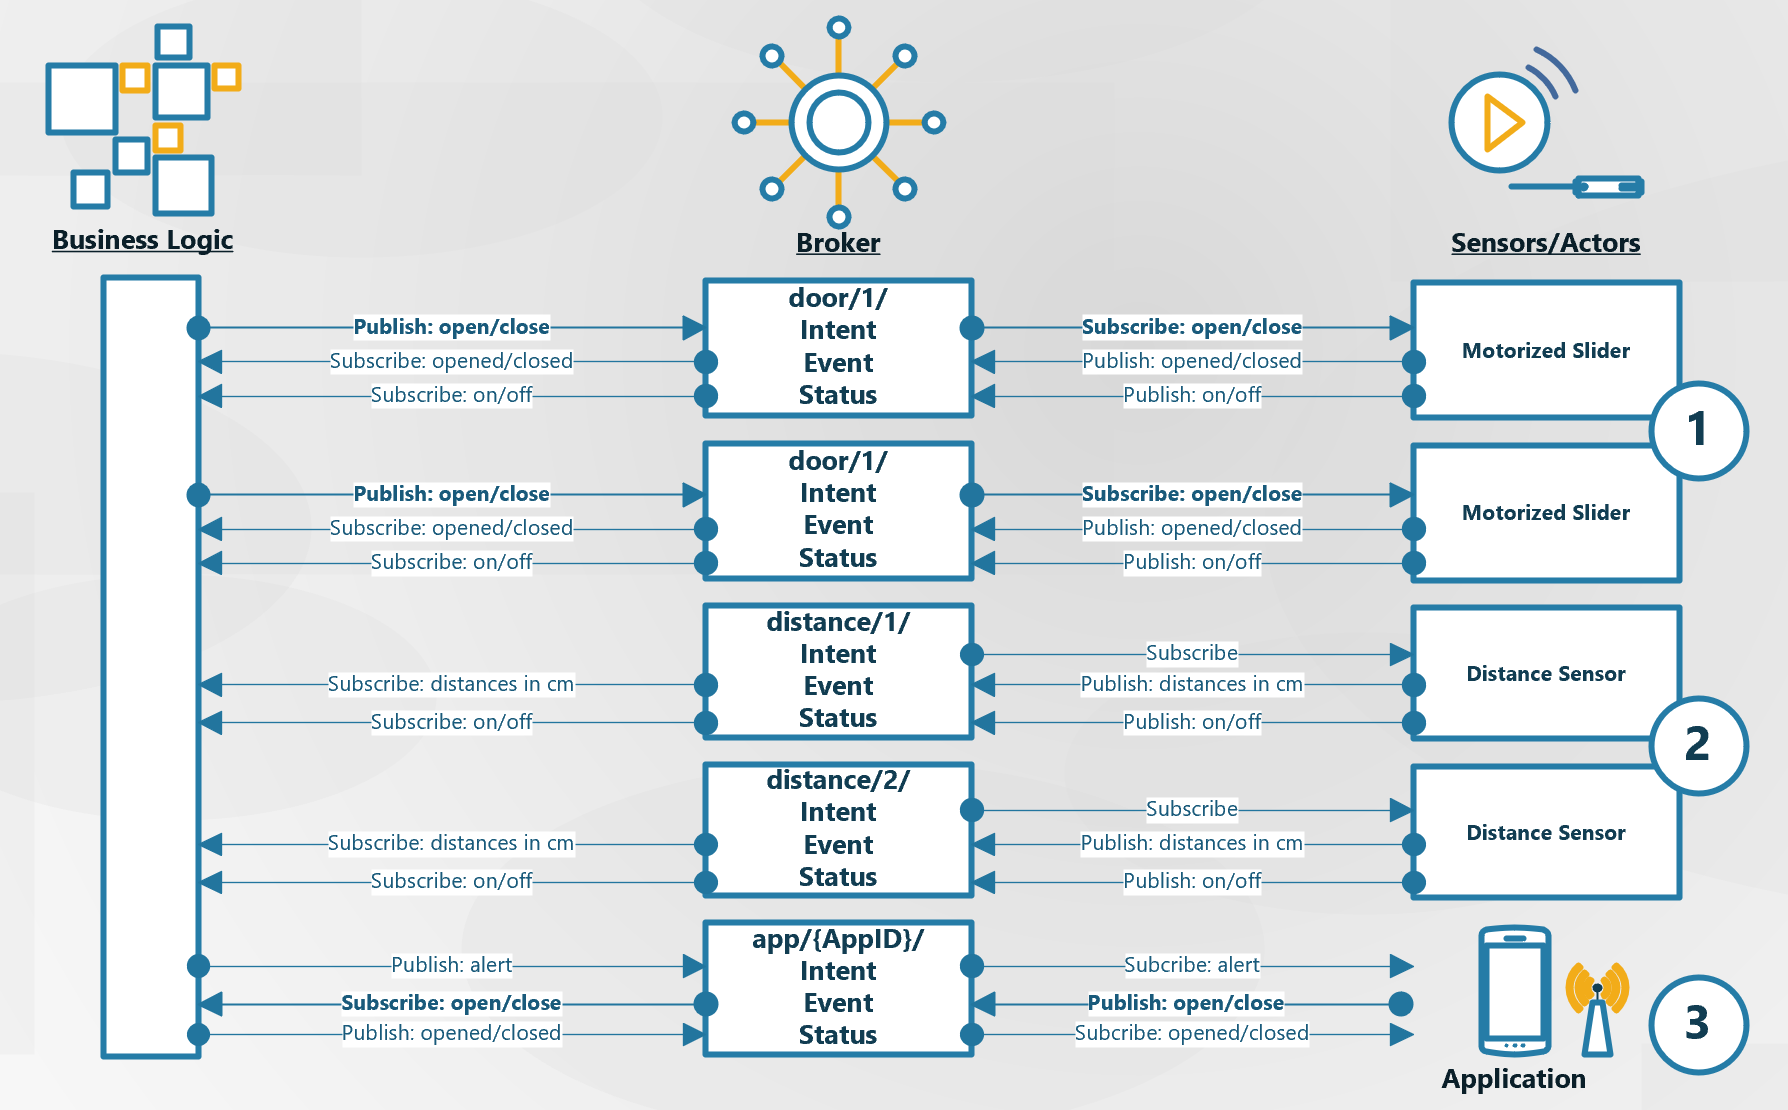 Business Logic
Broker
Sensors/Actors
door/1/
Intent
Event
Status
Publish: open/close
Subscribe: opened/closed
Subscribe: on/off
Subscribe: open/close
Publish: opened/closed
Publish: on/off
Motorized Slider
1
door/1/
Intent
Event
Status
Publish: open/close
Subscribe: opened/closed
Subscribe: on/off
Subscribe: open/close
Publish: opened/closed
Publish: on/off
Motorized Slider
distance/1/
Intent
Event
Status
Subscribe: distances in cm
Subscribe: on/off
Subscribe
Publish: distances in cm
Publish: on/off
Distance Sensor
2
distance/2/
Intent
Event
Status
Subscribe: distances in cm
Subscribe: on/off
Subscribe
Publish: distances in cm
Publish: on/off
Distance Sensor
app/{AppID}/
Intent
Event
Status
Publish: alert
Subscribe: open/close
Publish: opened/closed
Subcribe: alert
Publish: open/close
Subcribe: opened/closed
3
Application